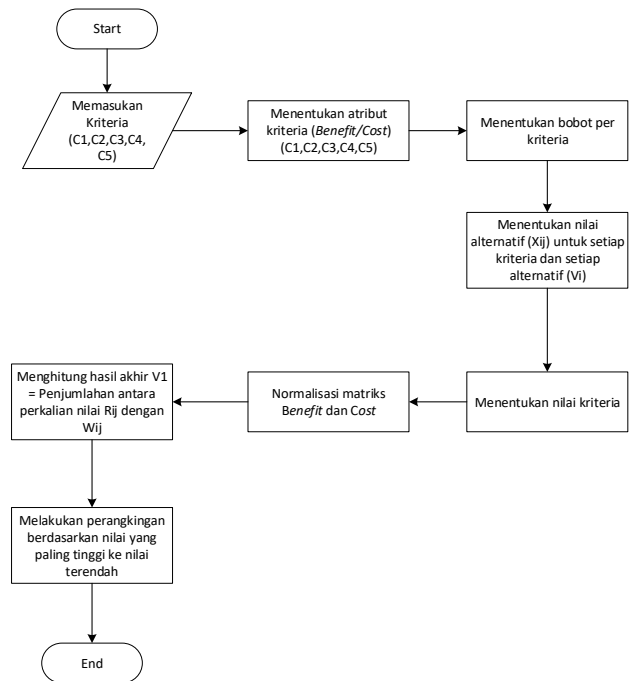 Start
Memasukan
Kriteria
(C1,C2,C3,C4,
C5)
Menentukan atribut
kriteria (Benefit/Cost)
(C1,C2,C3,C4,C5)
Menentukan bobot per
kriteria
Menentukan nilai
alternatif (Xij) untuk setiap
kriteria dan setiap
alternatif (Vi)
Menentukan nilai kriteria
Normalisasi matriks
Benefit dan Cost
Menghitung hasil akhir V1
= Penjumlahan antara
perkalian nilai Rij dengan
Wij
Melakukan perangkingan
berdasarkan nilai yang
paling tinggi ke nilai
terendah
End